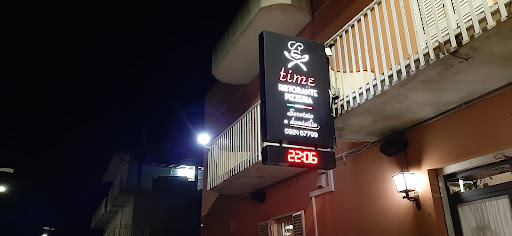 time
RISTORANTE
PIZZERIA
Servizio
a domicilio
0924 57799
22:06